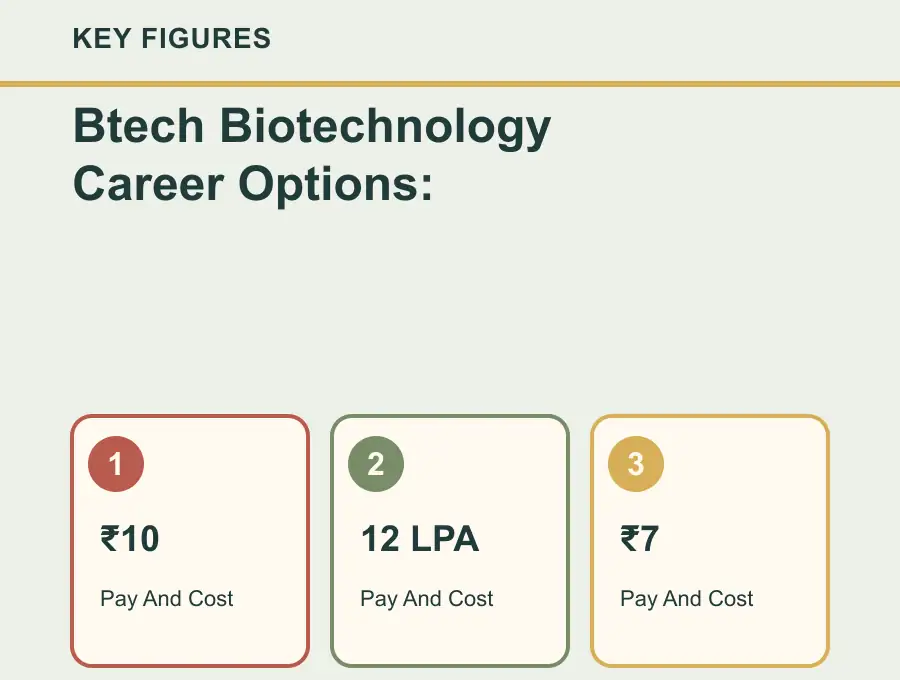 KEY FIGURES
Btech Biotechnology
Career Options:
1
2
3
₹10
12 LPA
₹7
Pay And Cost
Pay And Cost
Pay And Cost